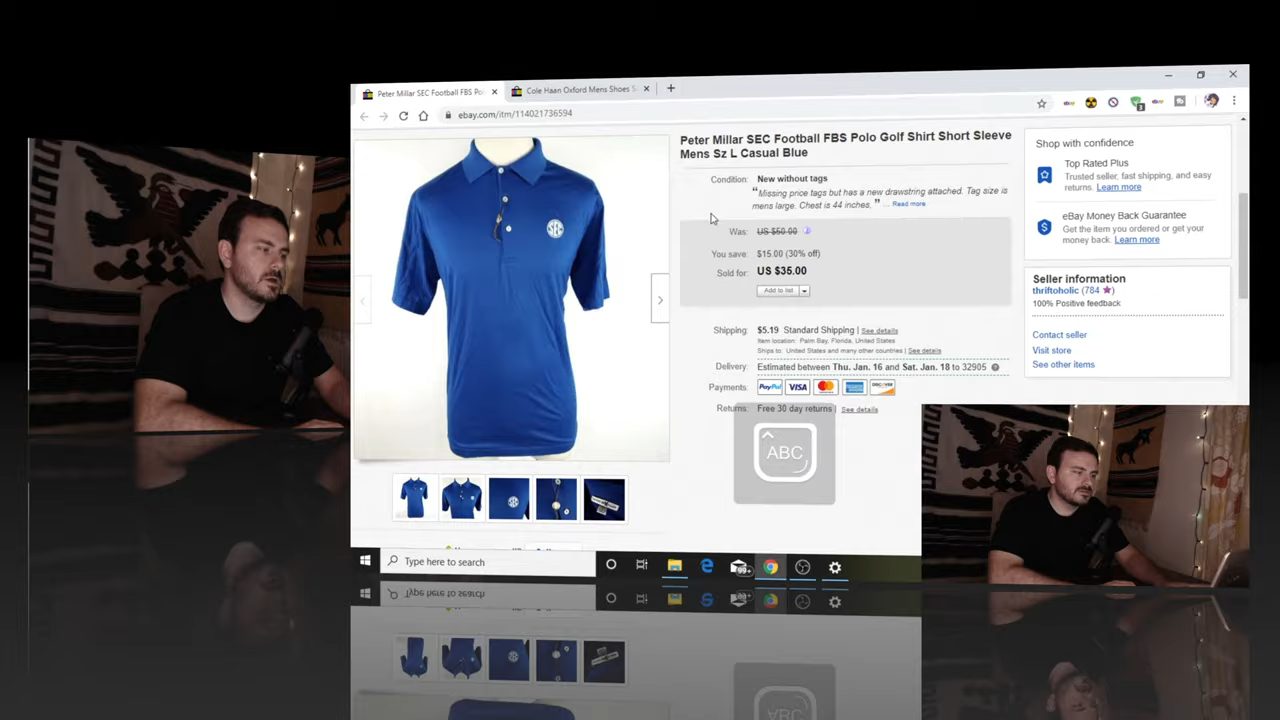 Peter Millar SEC Football FBS Pol
Cole Haan Oxford Mens Shoes S
ebay.com/itm/114021736594
Peter Millar SEC Football FBS Polo Golf Shirt Short Sleeve
Mens Sz L Casual Blue
Condition: New without tags
“Missing price tags but has a new drawstring attached. Tag size is
mens large. Chest is 44 inches. ” ... Read more
Was: US $50.00
You save: $15.00 (30% off)
Sold for: US $35.00
Add to list
Shipping: $5.19 Standard Shipping | See details
Item location: Palm Bay, Florida, United States
Ships to: United States and many other countries | See details
Delivery: Estimated between Thu. Jan. 16 and Sat. Jan. 18 to 32905
Payments: PayPal VISA MasterCard DISCOVER
Returns: Free 30 day returns | See details
Shop with confidence
Top Rated Plus
Trusted seller, fast shipping, and easy
returns. Learn more
eBay Money Back Guarantee
Get the item you ordered or get your
money back. Learn more
Seller information
thriftoholic (784 )
100% Positive feedback
Contact seller
Visit store
See other items
SEC
ABC
Type here to search
99+
3